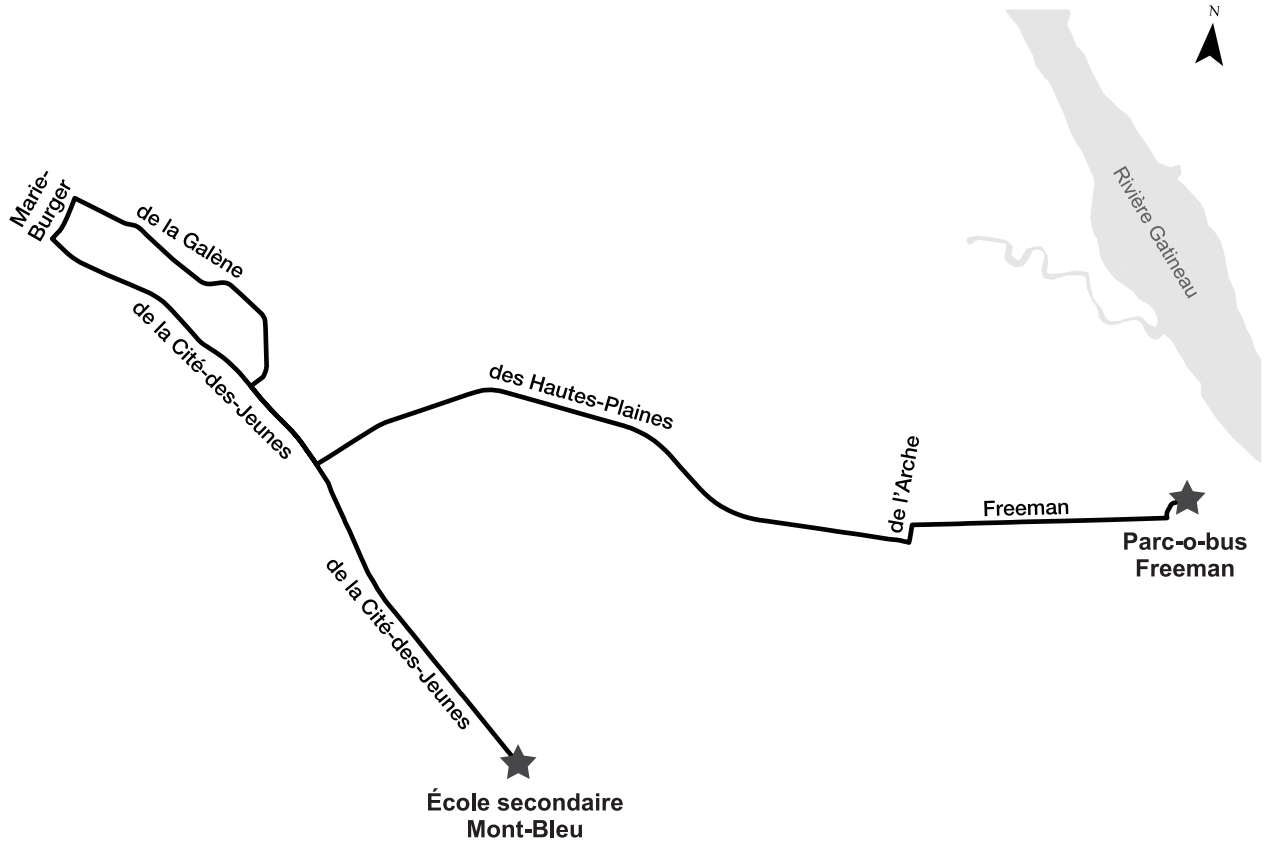 N
Rivière Gatineau
Marie-
Burger
de la Galène
de la Cité-des-Jeunes
des Hautes-Plaines
de l'Arche
Freeman
Parc-o-bus
Freeman
de la Cité-des-Jeunes
École secondaire
Mont-Bleu